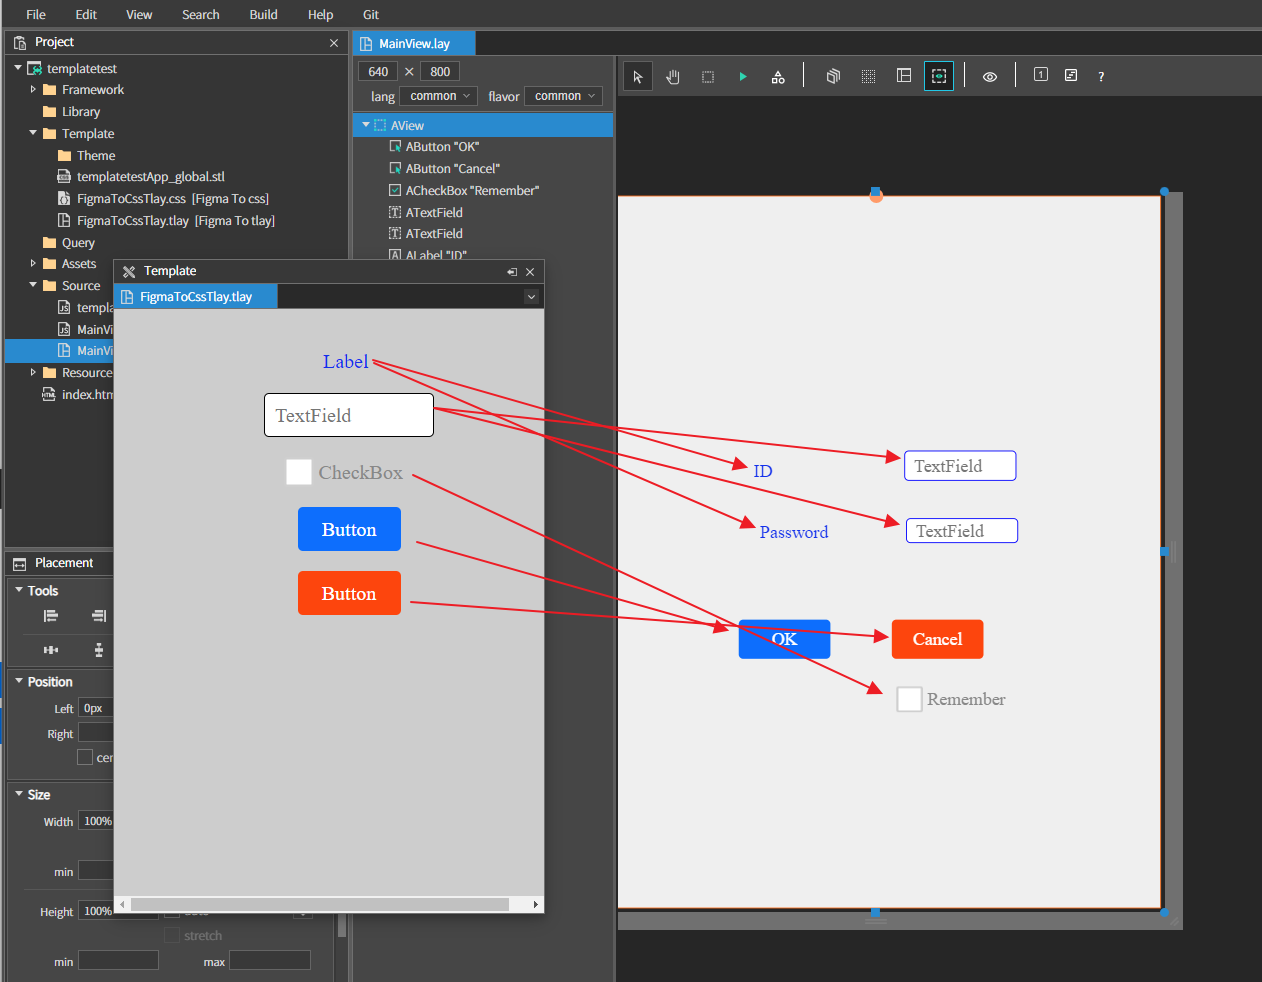 File Edit View Search Build Help Git
Project
templatetest
Framework
Library
Template
Theme
templatetestApp_global.stl
FigmaToCssTlay.css [Figma To css]
FigmaToCssTlay.tlay [Figma To tlay]
Query
Assets
Source
templa
MainVi
MainVi
Resource
index.htm
Placement
Tools
Position
Left 0px
Right
cen
Size
Width 100%
min
Height 100%
stretch
min max
MainView.lay
640 × 800
lang common flavor common
AView
AButton "OK"
AButton "Cancel"
ACheckBox "Remember"
ATextField
ATextField
ALabel "ID"
Template
FigmaToCssTlay.tlay
Label
TextField
CheckBox
Button
Button
1 ?
ID TextField
Password TextField
OK Cancel
Remember